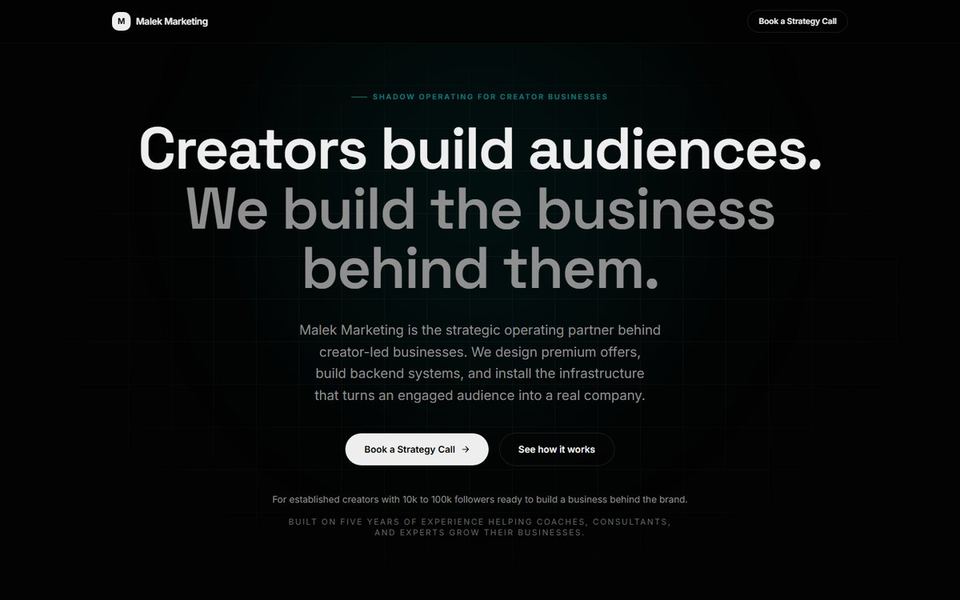 M Malek Marketing
Book a Strategy Call
SHADOW OPERATING FOR CREATOR BUSINESSES
Creators build audiences.
We build the business
behind them.
Malek Marketing is the strategic operating partner behind
creator-led businesses. We design premium offers,
build backend systems, and install the infrastructure
that turns an engaged audience into a real company.
Book a Strategy Call →
See how it works
For established creators with 10k to 100k followers ready to build a business behind the brand.
BUILT ON FIVE YEARS OF EXPERIENCE HELPING COACHES, CONSULTANTS,
AND EXPERTS GROW THEIR BUSINESSES.